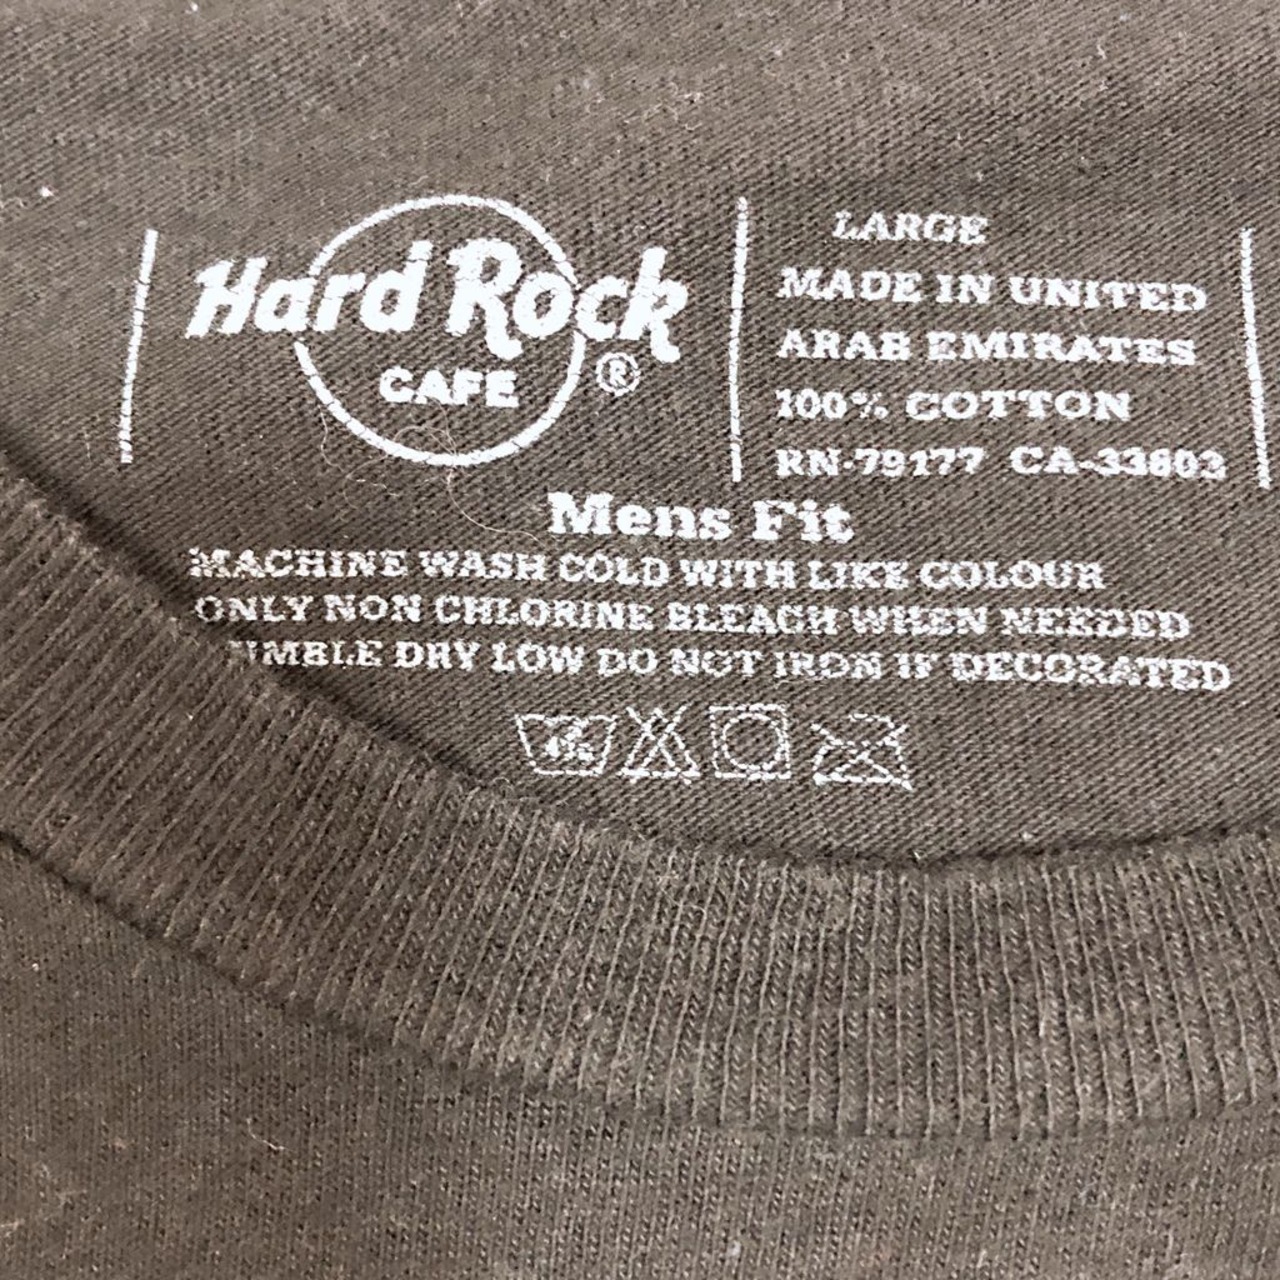 Hard Rock
CAFE ®
LARGE
MADE IN UNITED
ARAB EMIRATES
100% COTTON
RN-79177 CA-33603
Mens Fit
MACHINE WASH COLD WITH LIKE COLOUR
ONLY NON CHLORINE BLEACH WHEN NEEDED
TUMBLE DRY LOW DO NOT IRON IF DECORATED